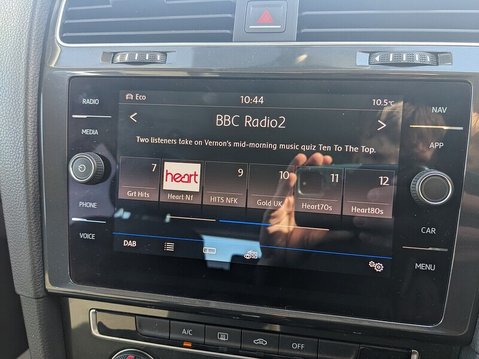 RADIO
MEDIA
PHONE
VOICE
Eco
10:44
10.5°C
< BBC Radio2 >
Two listeners take on Vernon's mid-morning music quiz Ten To The Top.
7 Grt Hits
heart Heart Nf
9 HITS NFK
10 Gold UK
11 Heart70s
12 Heart80s
DAB
NAV
APP
CAR
MENU
A/C
OFF